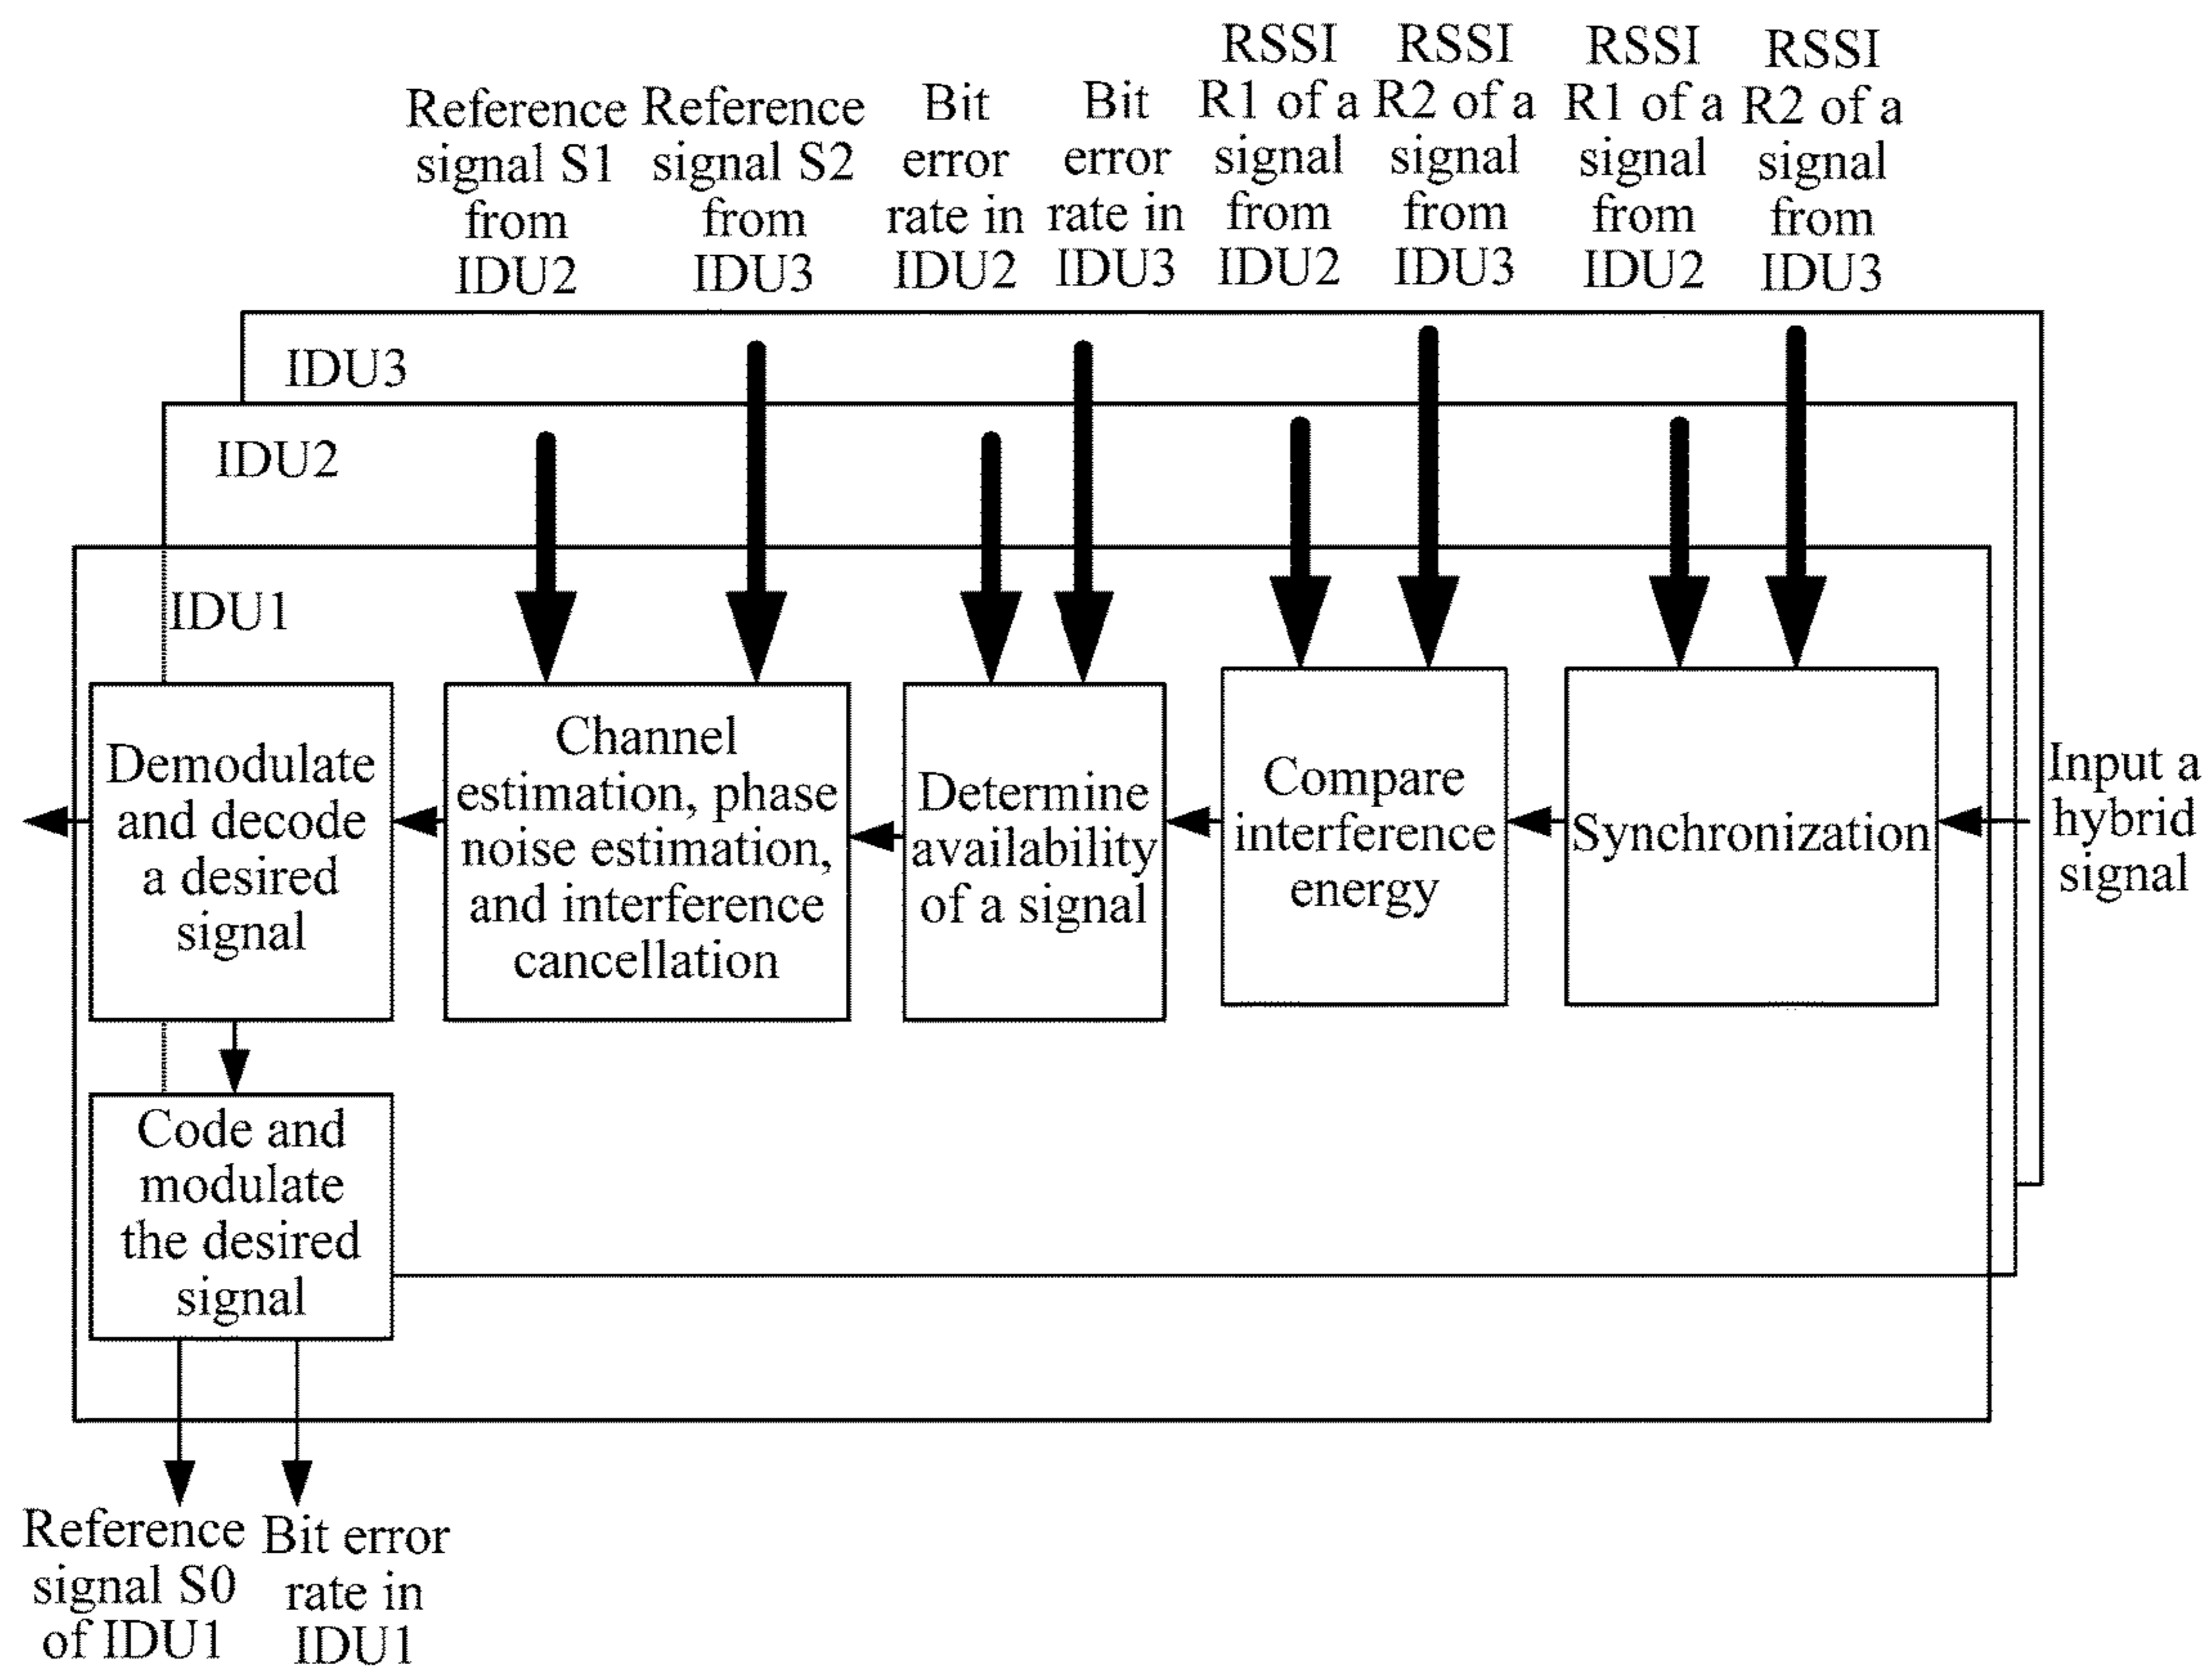 Reference
signal S1
from
IDU2
Reference
signal S2
from
IDU3
Bit
error
rate in
IDU2
Bit
error
rate in
IDU3
RSSI
R1 of a
signal
from
IDU2
RSSI
R2 of a
signal
from
IDU3
RSSI
R1 of a
signal
from
IDU2
RSSI
R2 of a
signal
from
IDU3
IDU3
IDU2
IDU1
Demodulate
and decode
a desired
signal
Channel
estimation, phase
noise estimation,
and interference
cancellation
Determine
availability
of a signal
Compare
interference
energy
Synchronization
Input a
hybrid
signal
Code and
modulate
the desired
signal
Reference
signal S0
of IDU1
Bit error
rate in
IDU1